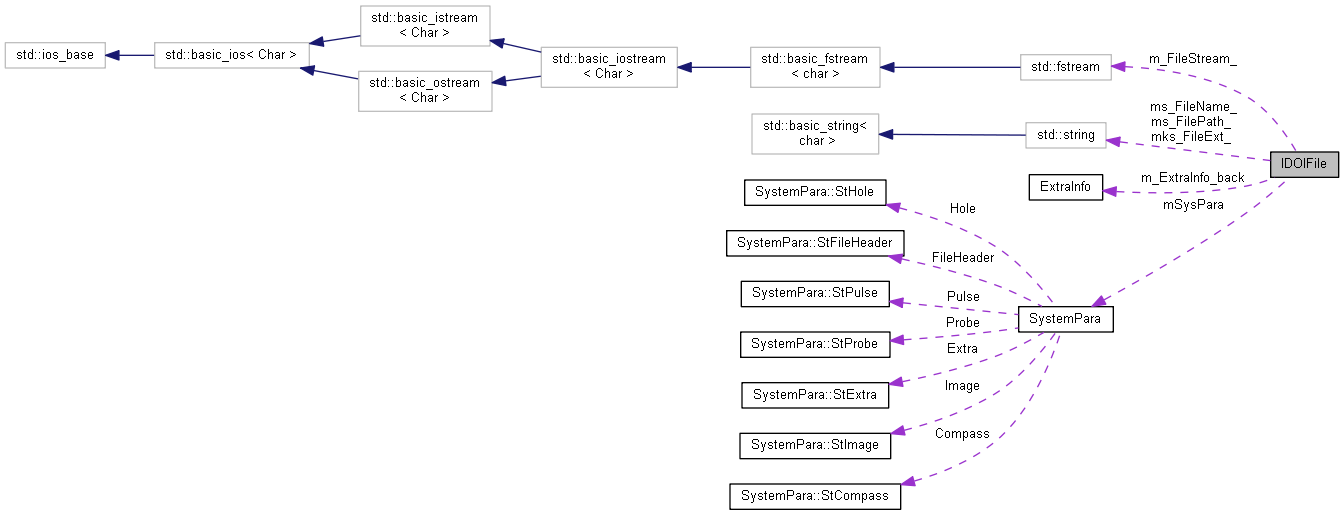 std::ios_base
std::basic_ios< Char >
std::basic_istream
< Char >
std::basic_ostream
< Char >
std::basic_iostream
< Char >
std::basic_fstream
< char >
std::fstream
m_FileStream_
std::basic_string<
char >
std::string
ms_FileName_
ms_FilePath_
mks_FileExt_
IDOIFile
ExtraInfo
m_ExtraInfo_back
mSysPara
SystemPara::StHole
Hole
SystemPara::StFileHeader
FileHeader
SystemPara::StPulse
Pulse
SystemPara
SystemPara::StProbe
Probe
SystemPara::StExtra
Extra
SystemPara::StImage
Image
SystemPara::StCompass
Compass